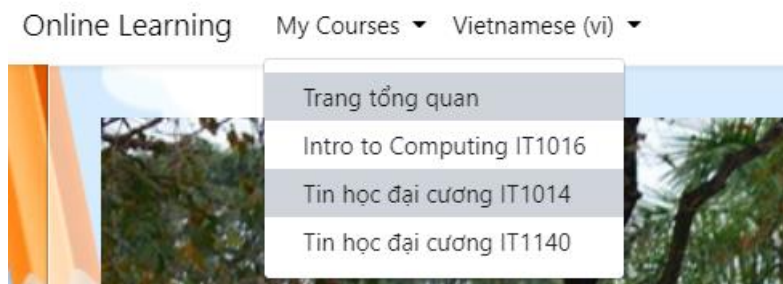 Online Learning My Courses Vietnamese (vi)
Trang tổng quan
Intro to Computing IT1016
Tin học đại cương IT1014
Tin học đại cương IT1140